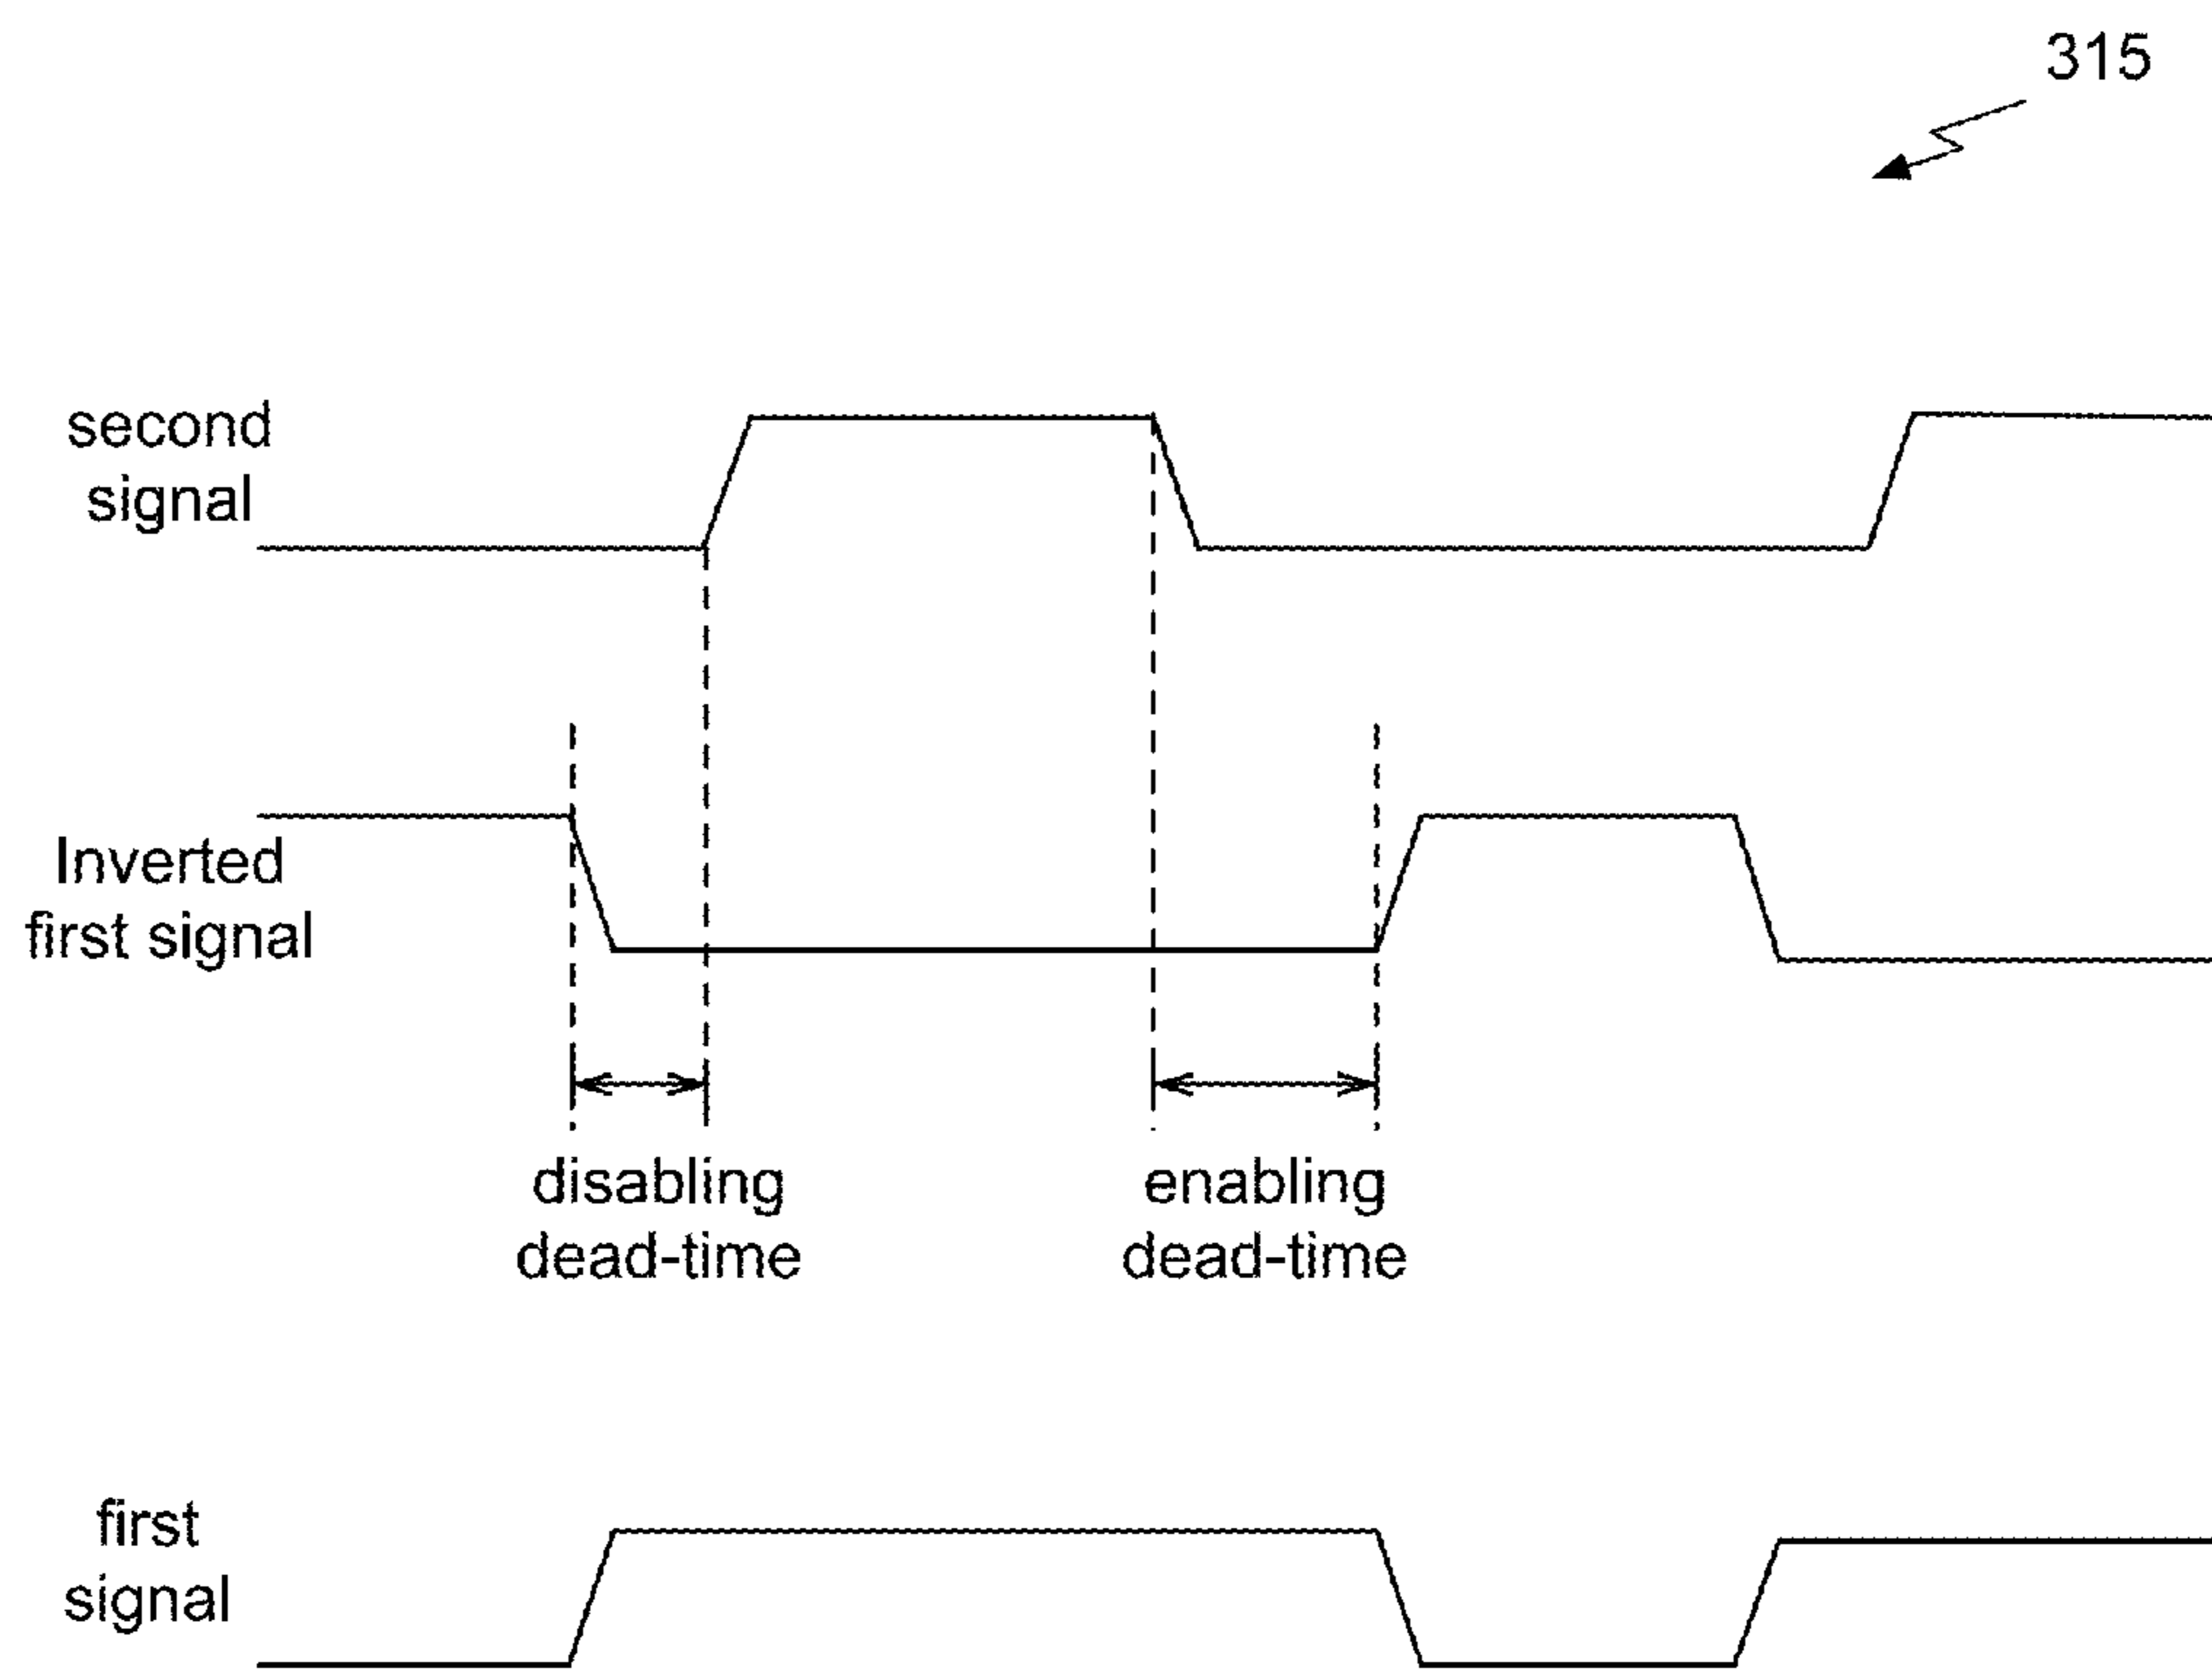 315
second
signal
Inverted
first signal
disabling
dead-time
enabling
dead-time
first
signal